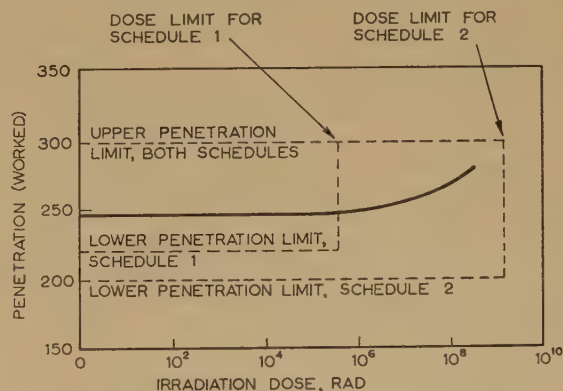 DOSE LIMIT FOR
SCHEDULE 1
DOSE LIMIT FOR
SCHEDULE 2
350
300
250
200
150
PENETRATION (WORKED)
UPPER PENETRATION
LIMIT, BOTH SCHEDULES
LOWER PENETRATION LIMIT,
SCHEDULE 1
LOWER PENETRATION LIMIT, SCHEDULE 2
0 10² 10⁴ 10⁶ 10⁸ 10¹⁰
IRRADIATION DOSE, RAD